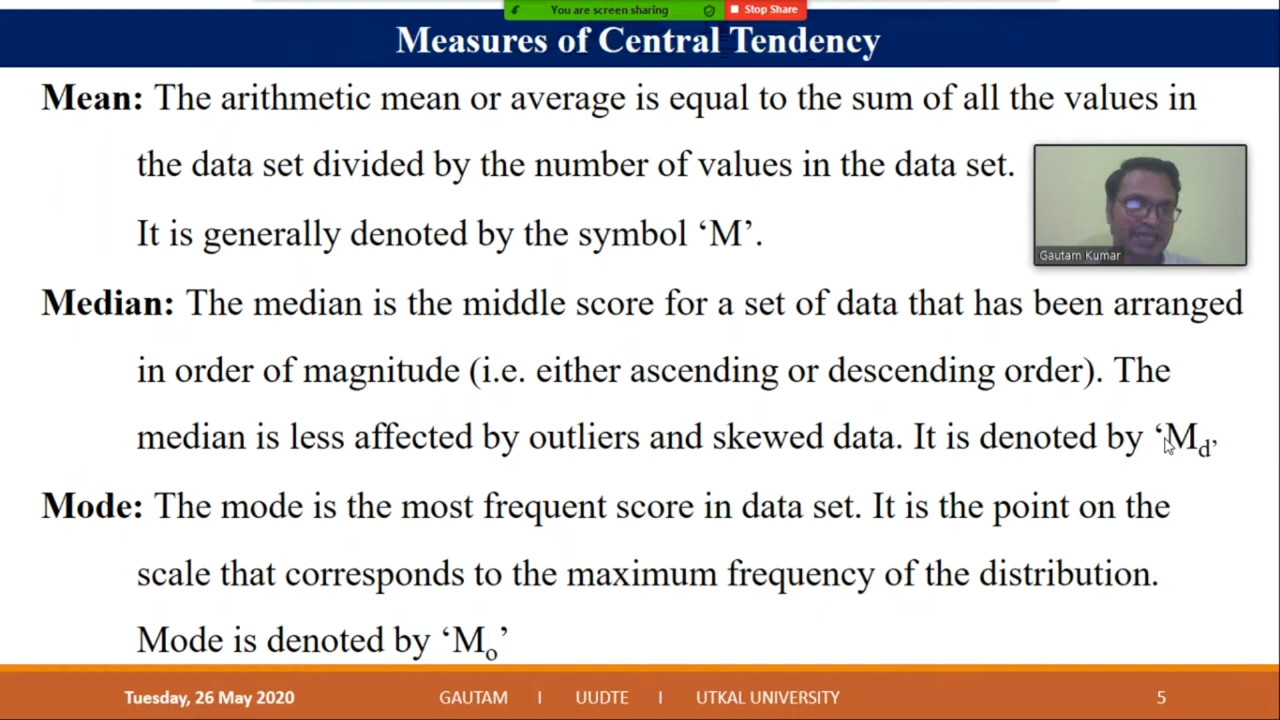 You are screen sharing
Stop Share
Measures of Central Tendency
Mean: The arithmetic mean or average is equal to the sum of all the values in
the data set divided by the number of values in the data set.
It is generally denoted by the symbol ‘M’.
Gautam Kumar
Median: The median is the middle score for a set of data that has been arranged
in order of magnitude (i.e. either ascending or descending order). The
median is less affected by outliers and skewed data. It is denoted by ‘Md’
Mode: The mode is the most frequent score in data set. It is the point on the
scale that corresponds to the maximum frequency of the distribution.
Mode is denoted by ‘Mo’
Tuesday, 26 May 2020 GAUTAM I UUDTE I UTKAL UNIVERSITY 5